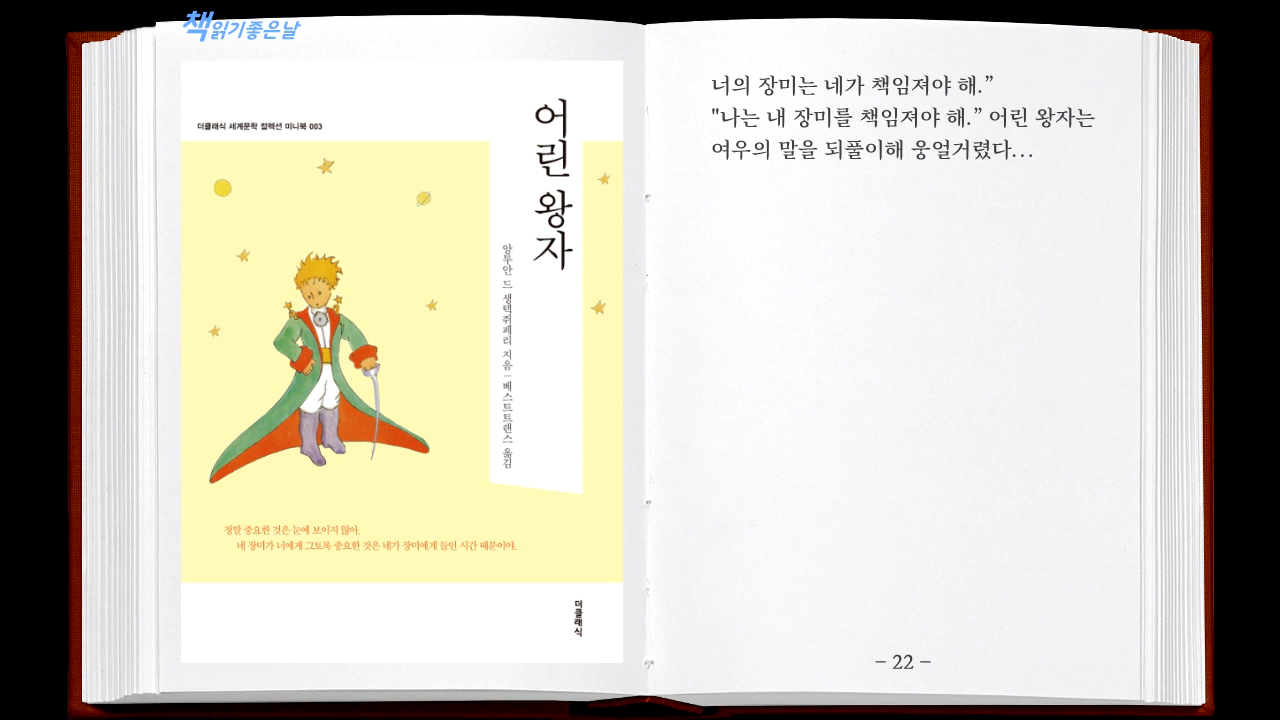 책읽기좋은날
더클래식 세계문학 컬렉션 미니북 003
어린 왕자
앙투안 드 생텍쥐페리 지음 | 베스트트랜스 옮김
정말 중요한 것은 눈에 보이지 않아.
네 장미가 너에게 그토록 중요한 것은 네가 장미에게 들인 시간 때문이야.
더클래식
너의 장미는 네가 책임져야 해.”
"나는 내 장미를 책임져야 해.” 어린 왕자는
여우의 말을 되풀이해 웅얼거렸다...
– 22 –